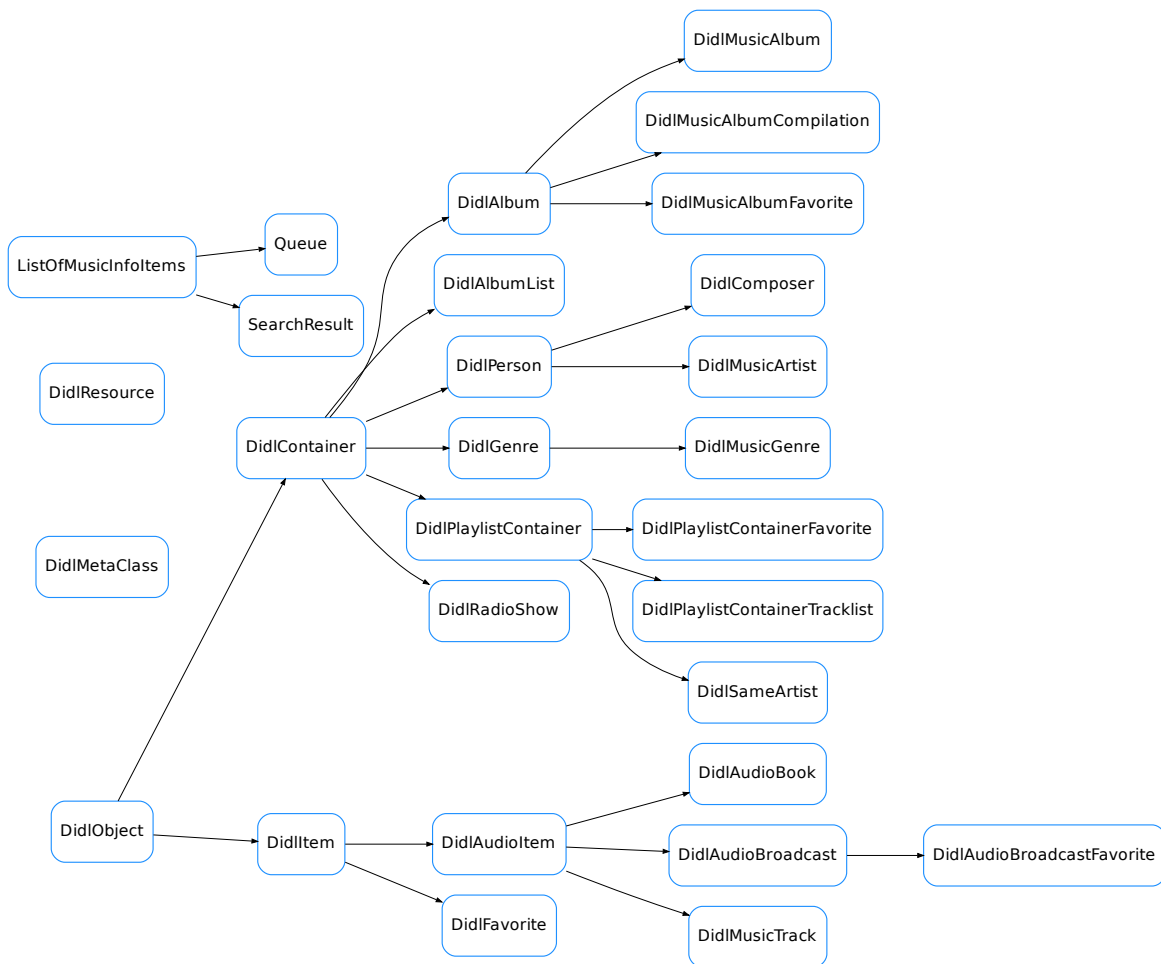 DidlMusicAlbum
DidlMusicAlbumCompilation
DidlAlbum
DidlMusicAlbumFavorite
Queue
ListOfMusicInfoItems
DidlAlbumList
DidlComposer
SearchResult
DidlPerson
DidlMusicArtist
DidlResource
DidlContainer
DidlGenre
DidlMusicGenre
DidlPlaylistContainer
DidlPlaylistContainerFavorite
DidlMetaClass
DidlRadioShow
DidlPlaylistContainerTracklist
DidlSameArtist
DidlAudioBook
DidlObject
DidlItem
DidlAudioItem
DidlAudioBroadcast
DidlAudioBroadcastFavorite
DidlFavorite
DidlMusicTrack